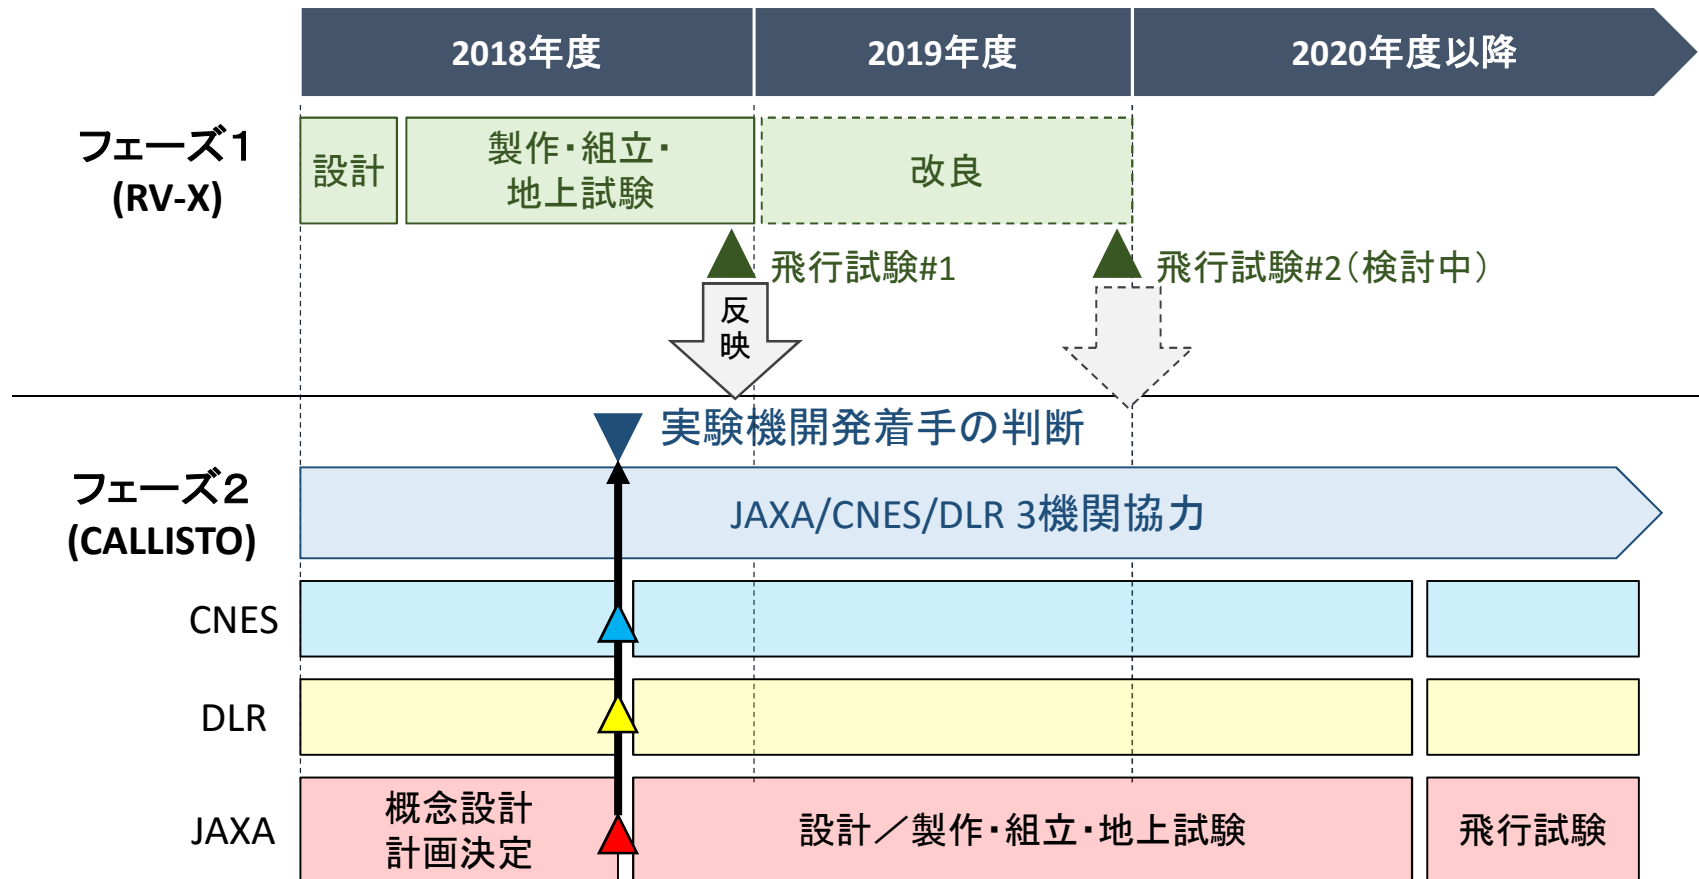 2018年度
2019年度
2020年度以降
フェーズ１
(RV-X)
設計
製作・組立・
地上試験
改良
飛行試験#1
飛行試験#2（検討中）
反
映
実験機開発着手の判断
フェーズ２
(CALLISTO)
JAXA/CNES/DLR 3機関協力
CNES
DLR
JAXA
概念設計
計画決定
設計／製作・組立・地上試験
飛行試験